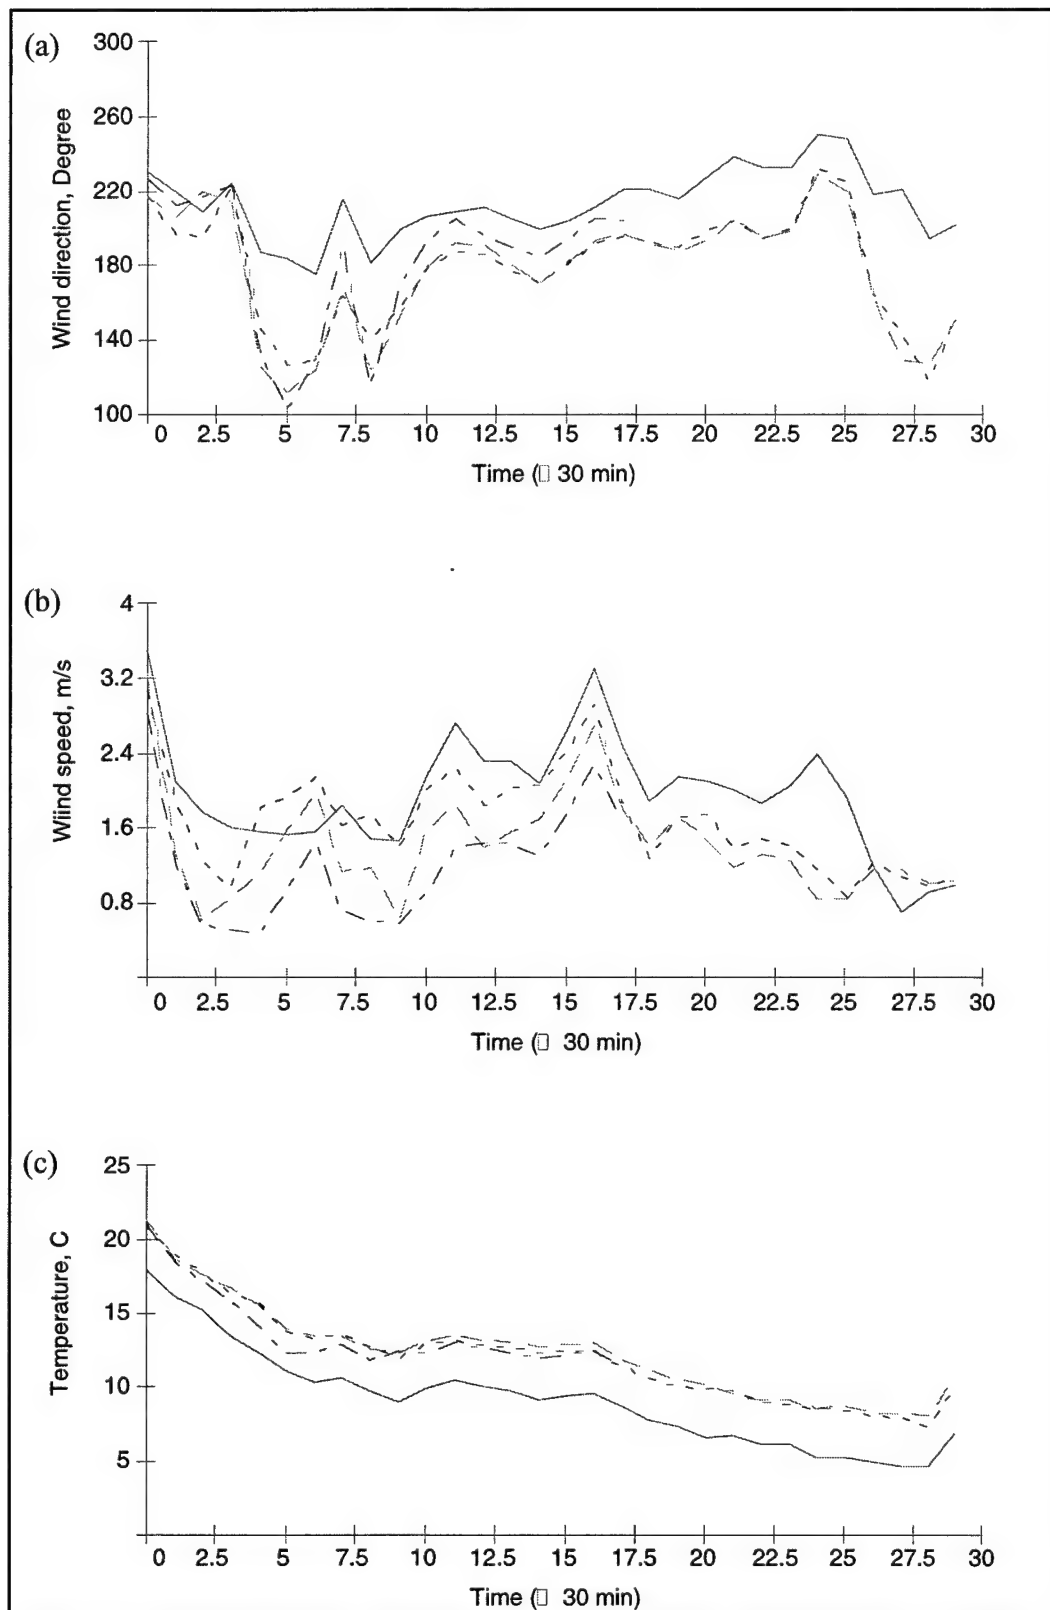 (a)
300
260
220
180
140
100
Wind direction, Degree
0 2.5 5 7.5 10 12.5 15 17.5 20 22.5 25 27.5 30
Time (▯ 30 min)
(b)
4
3.2
2.4
1.6
0.8
Wiind speed, m/s
0 2.5 5 7.5 10 12.5 15 17.5 20 22.5 25 27.5 30
Time (▯ 30 min)
(c)
25
20
15
10
5
Temperature, C
0 2.5 5 7.5 10 12.5 15 17.5 20 22.5 25 27.5 30
Time (▯ 30 min)